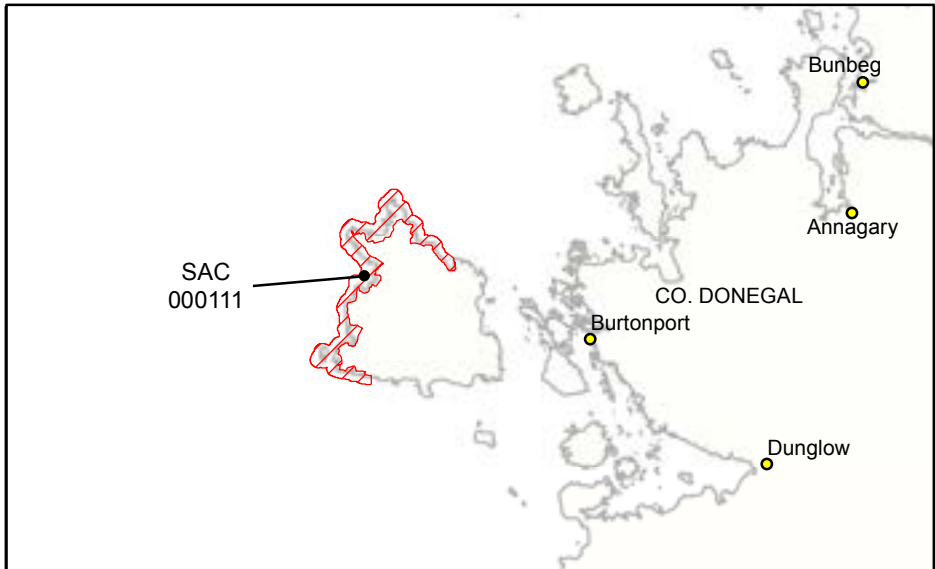 Bunbeg
Annagary
SAC
000111
CO. DONEGAL
Burtonport
Dunglow